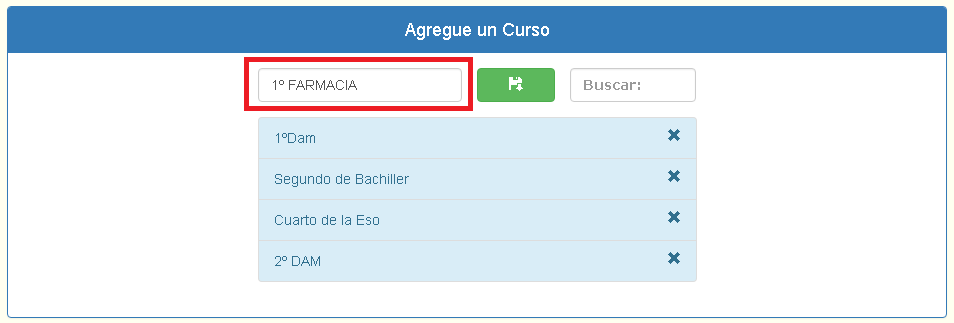 Agregue un Curso
1º FARMACIA
Buscar:
1ºDam
Segundo de Bachiller
Cuarto de la Eso
2º DAM